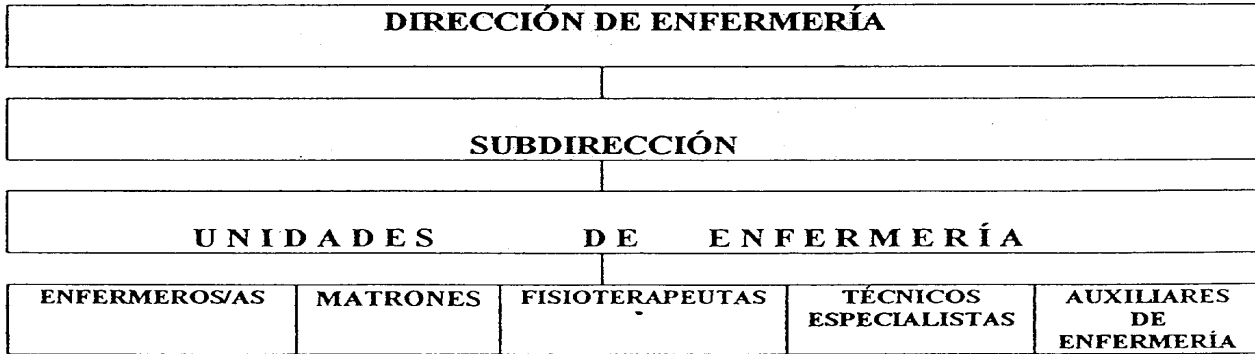 DIRECCIÓN DE ENFERMERÍA
SUBDIRECCIÓN
UNIDADES DE ENFERMERÍA
ENFERMEROS/AS MATRONES FISIOTERAPEUTAS TÉCNICOS ESPECIALISTAS AUXILIARES DE ENFERMERÍA